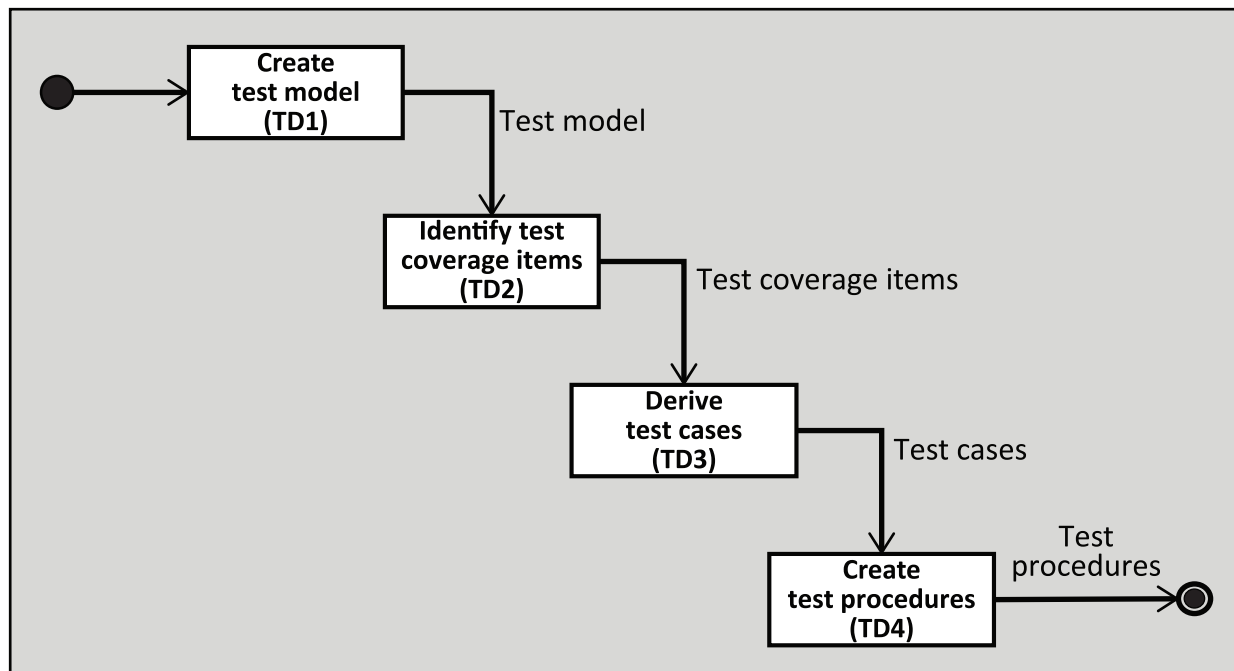 Create
test model
(TD1)
Test model
Identify test
coverage items
(TD2)
Test coverage items
Derive
test cases
(TD3)
Test cases
Create
test procedures
(TD4)
Test
procedures